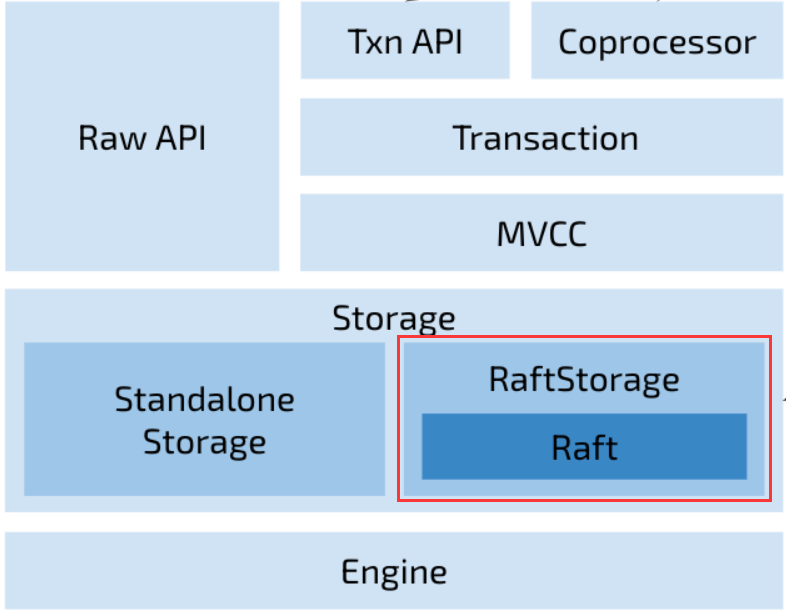 Txn API
Coprocessor
Raw API
Transaction
MVCC
Storage
Standalone
Storage
RaftStorage
Raft
Engine